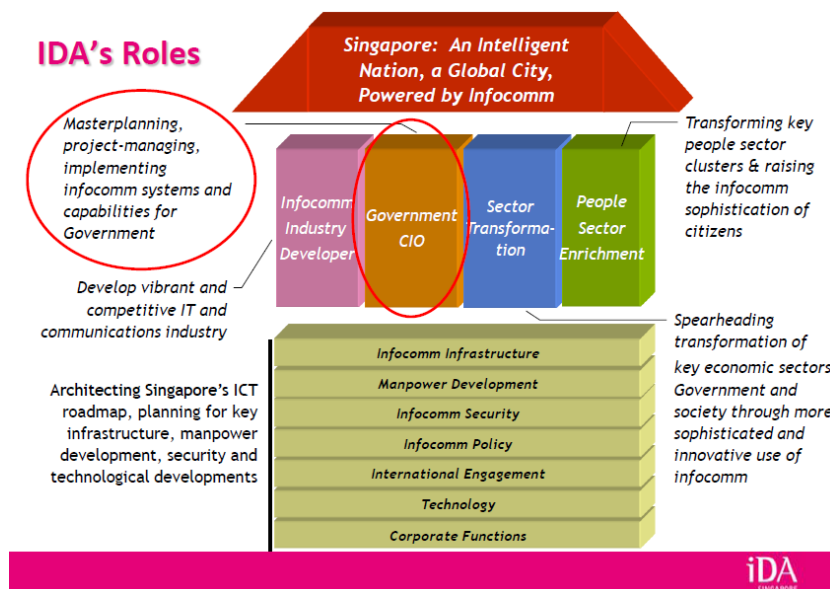 IDA's Roles
Singapore: An Intelligent
Nation, a Global City,
Powered by Infocomm
Masterplanning,
project-managing,
implementing
infocomm systems and
capabilities for
Government
Develop vibrant and
competitive IT and
communications industry
Infocomm
Industry
Developer
Government
CIO
Sector
Transforma-
tion
People
Sector
Enrichment
Transforming key
people sector
clusters & raising
the infocomm
sophistication of
citizens
Spearheading
transformation of
key economic sectors
Government and
society through more
sophisticated and
innovative use of
infocomm
Architecting Singapore's ICT
roadmap, planning for key
infrastructure, manpower
development, security and
technological developments
Infocomm Infrastructure
Manpower Development
Infocomm Security
Infocomm Policy
International Engagement
Technology
Corporate Functions
iDA
SINGAPORE